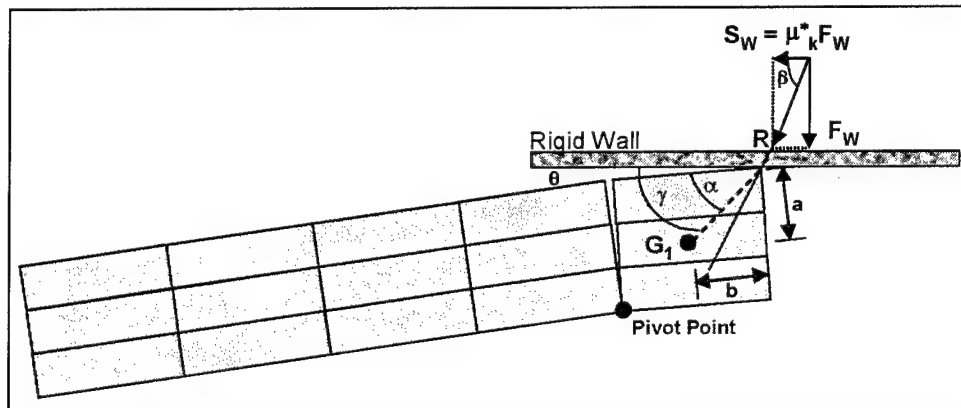 S_W = μ*_k F_W
β
Rigid Wall
R
F_W
θ
γ
α
a
G_1
b
Pivot Point